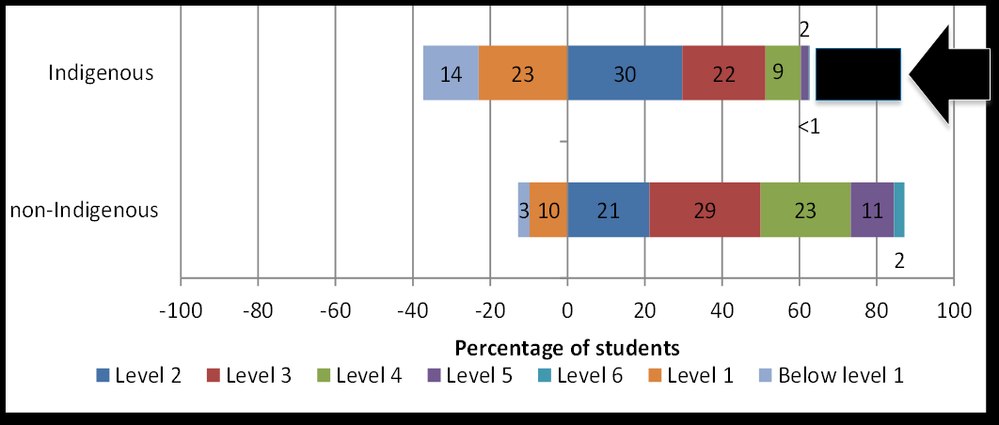 2
Indigenous 14 23 30 22 9
<1
non-Indigenous 3 10 21 29 23 11
2
-100 -80 -60 -40 -20 0 20 40 60 80 100
Percentage of students
Level 2 Level 3 Level 4 Level 5 Level 6 Level 1 Below level 1